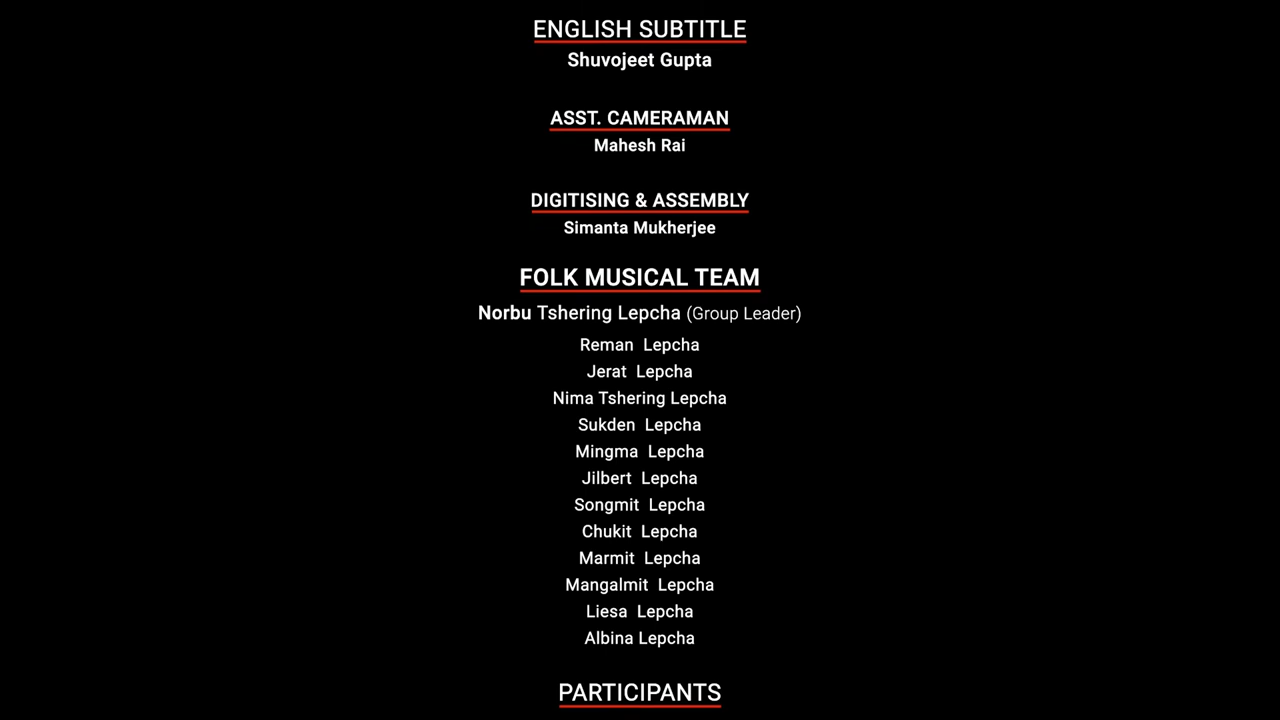 ENGLISH SUBTITLE
Shuvojeet Gupta
ASST. CAMERAMAN
Mahesh Rai
DIGITISING & ASSEMBLY
Simanta Mukherjee
FOLK MUSICAL TEAM
Norbu Tshering Lepcha (Group Leader)
Reman Lepcha
Jerat Lepcha
Nima Tshering Lepcha
Sukden Lepcha
Mingma Lepcha
Jilbert Lepcha
Songmit Lepcha
Chukit Lepcha
Marmit Lepcha
Mangalmit Lepcha
Liesa Lepcha
Albina Lepcha
PARTICIPANTS